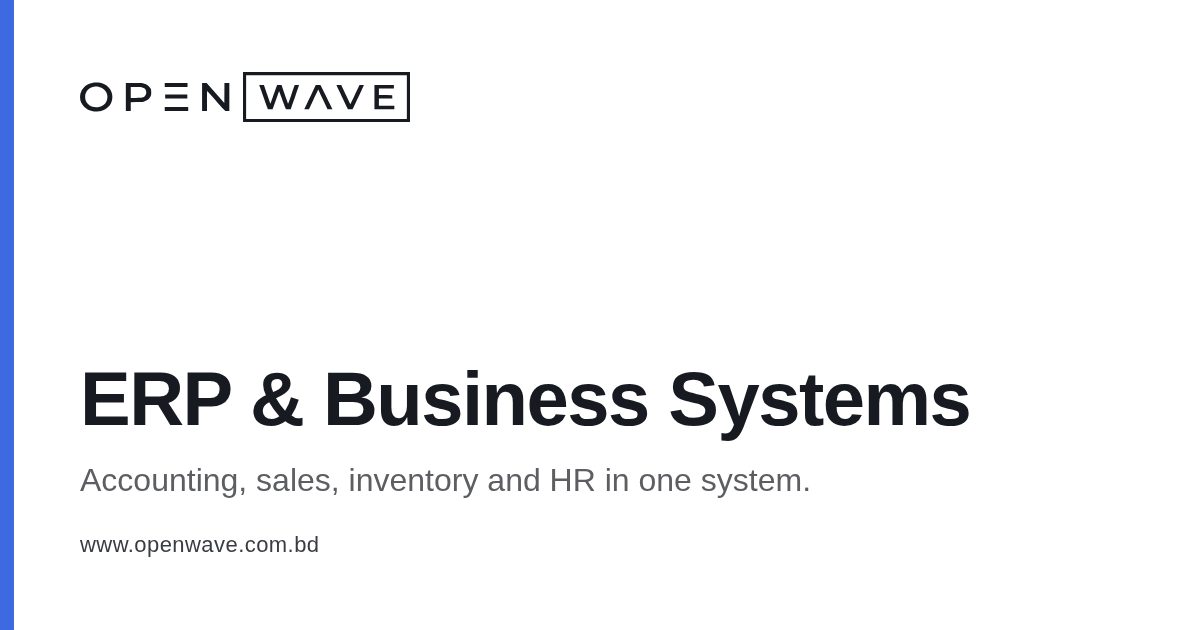 OPEN WAVE
ERP & Business Systems
Accounting, sales, inventory and HR in one system.
www.openwave.com.bd